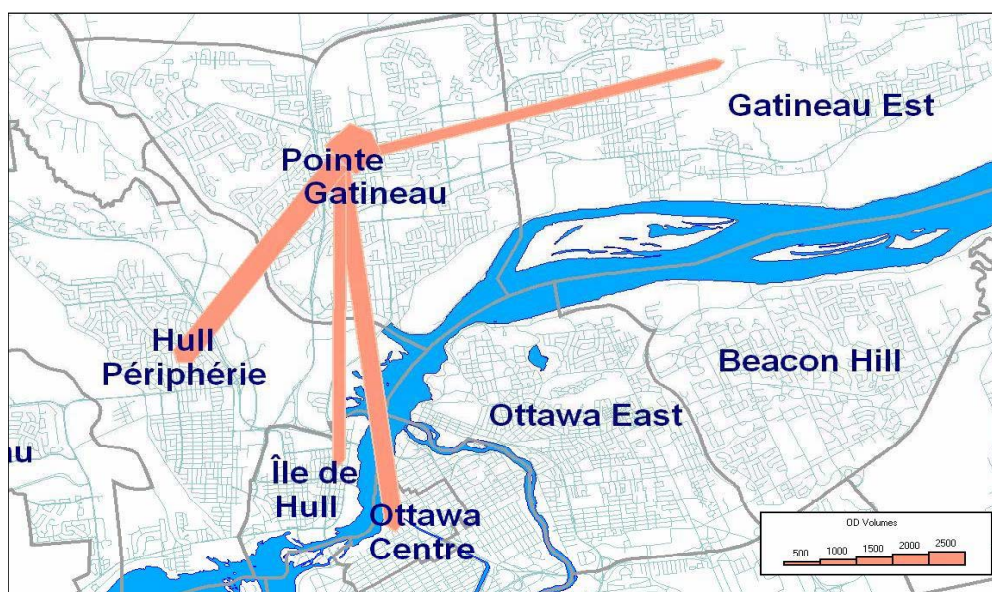 Gatineau Est
Pointe
Gatineau
Hull
Périphérie
Beacon Hill
Ottawa East
au
Île de
Hull
Ottawa
Centre
OD Volumes
500 1000 1500 2000 2500